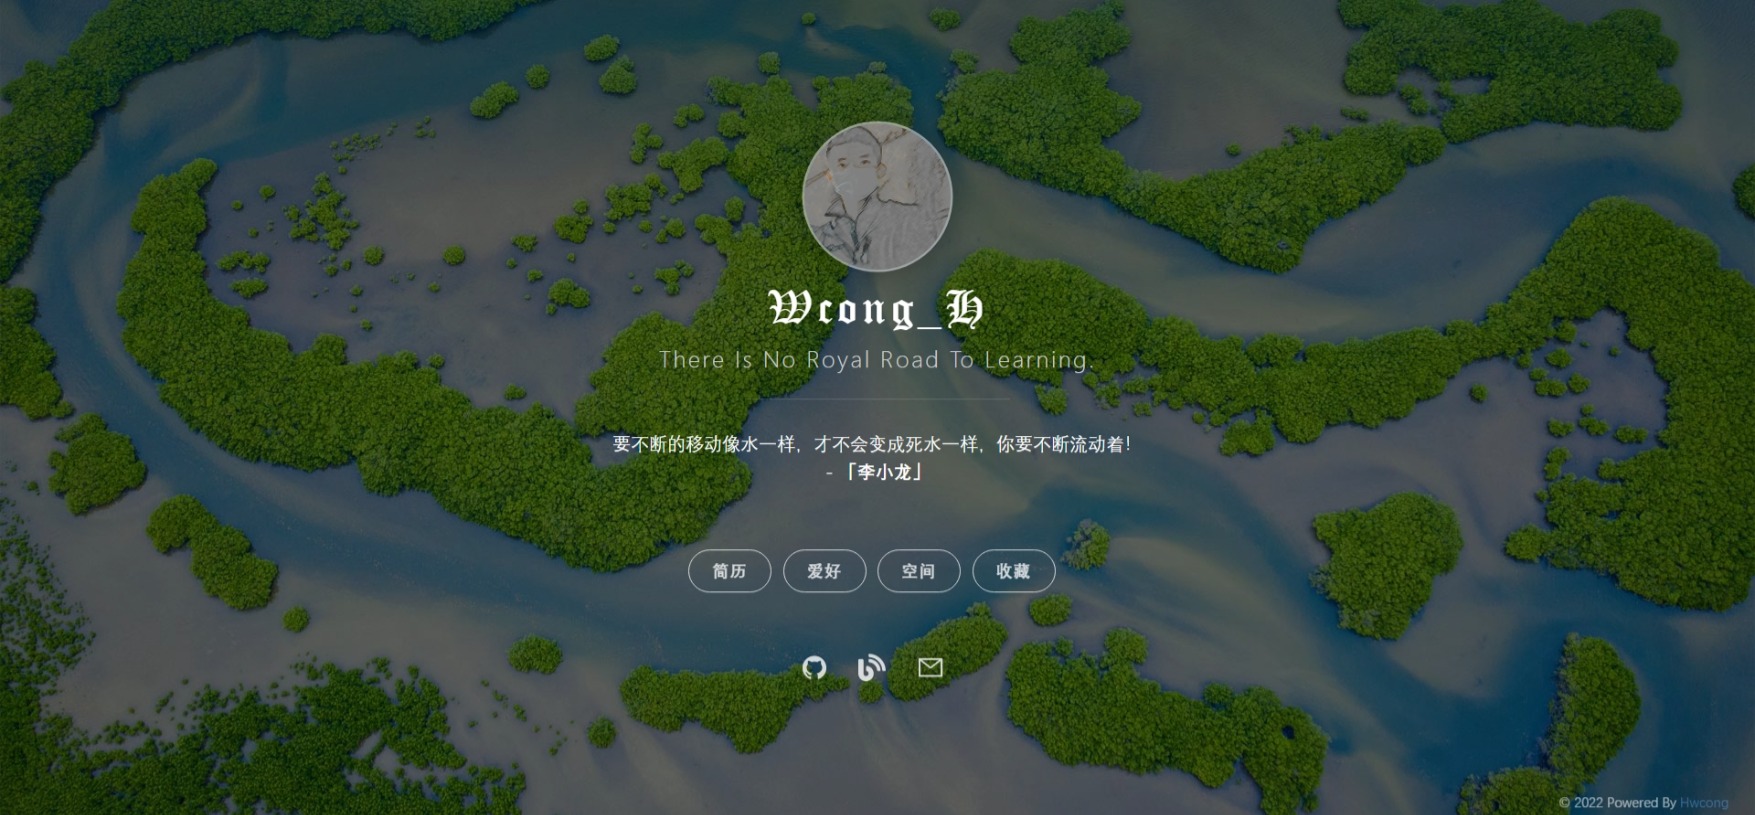 Wcong_H
There Is No Royal Road To Learning.
要不断的移动像水一样，才不会变成死水一样，你要不断流动着！
- 「李小龙」
简历 爱好 空间 收藏
© 2022 Powered By Hwcong